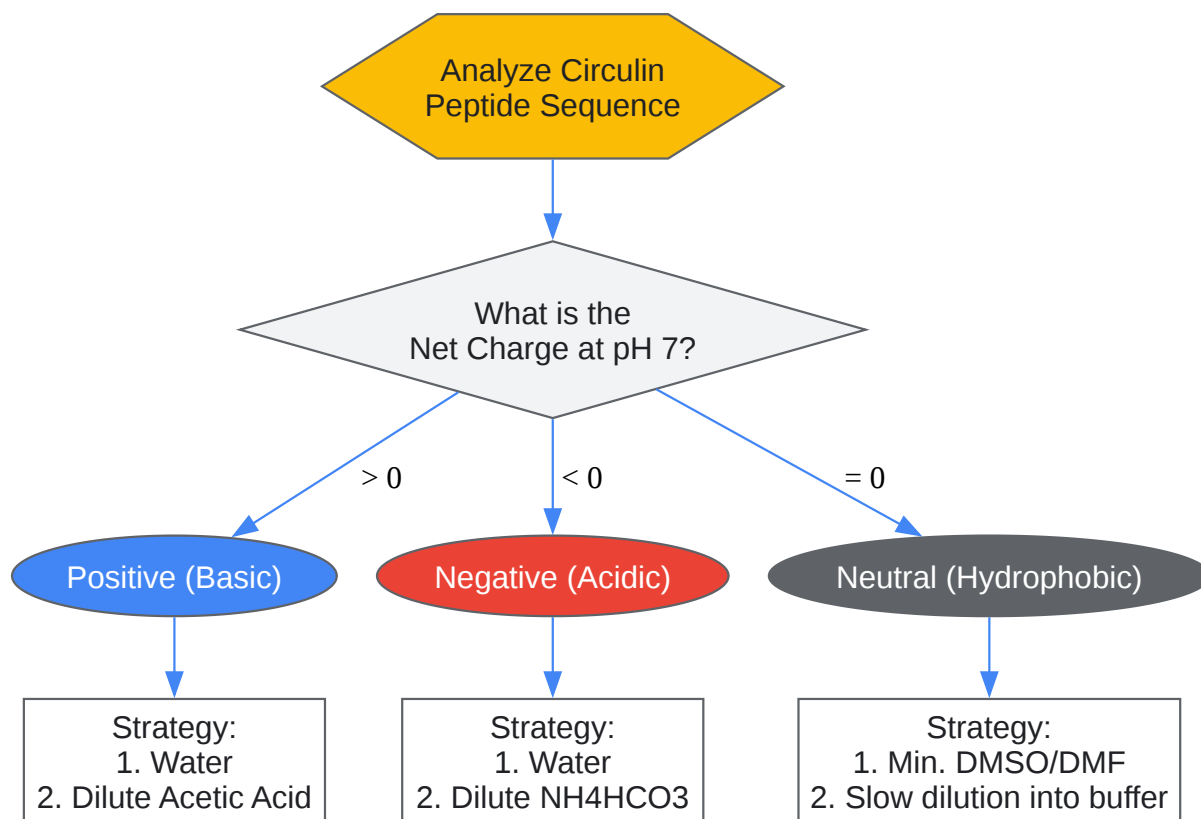 Analyze Circulin
Peptide Sequence
What is the
Net Charge at pH 7?
> 0
< 0
= 0
Positive (Basic)
Negative (Acidic)
Neutral (Hydrophobic)
Strategy:
1. Water
2. Dilute Acetic Acid
Strategy:
1. Water
2. Dilute NH4HCO3
Strategy:
1. Min. DMSO/DMF
2. Slow dilution into buffer